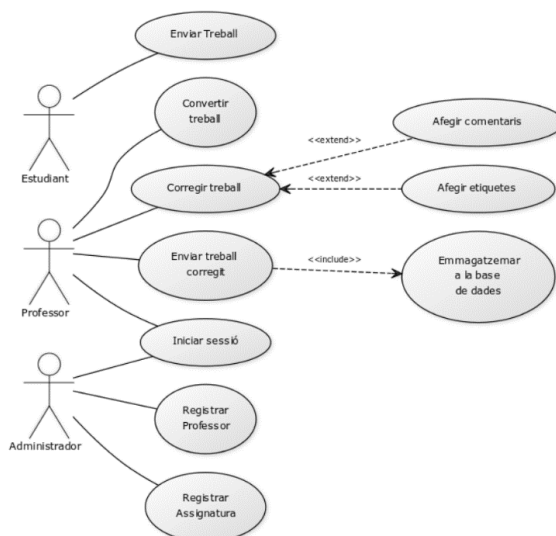 Enviar Treball
Convertir
treball
Estudiant
<<extend>>
Afegir comentaris
Corregir treball
<<extend>>
Afegir etiquetes
Professor
Enviar treball
corregit
<<include>>
Emmagatzemar
a la base
de dades
Iniciar sessió
Administrador
Registrar
Professor
Registrar
Assignatura